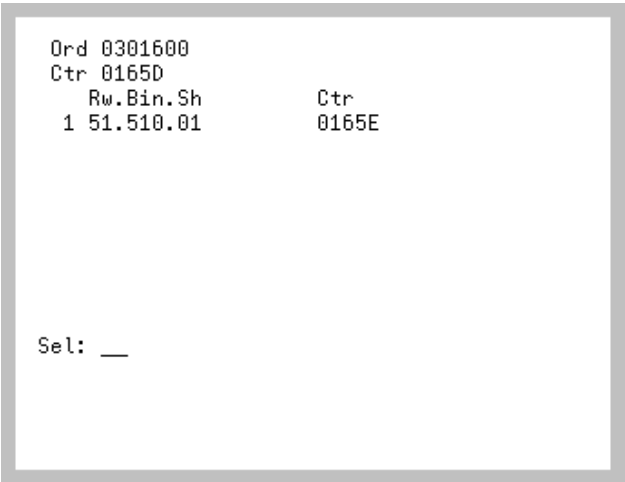 Ord 0301600
Ctr 0165D
Rw.Bin.Sh Ctr
1 51.510.01 0165E
Sel: __